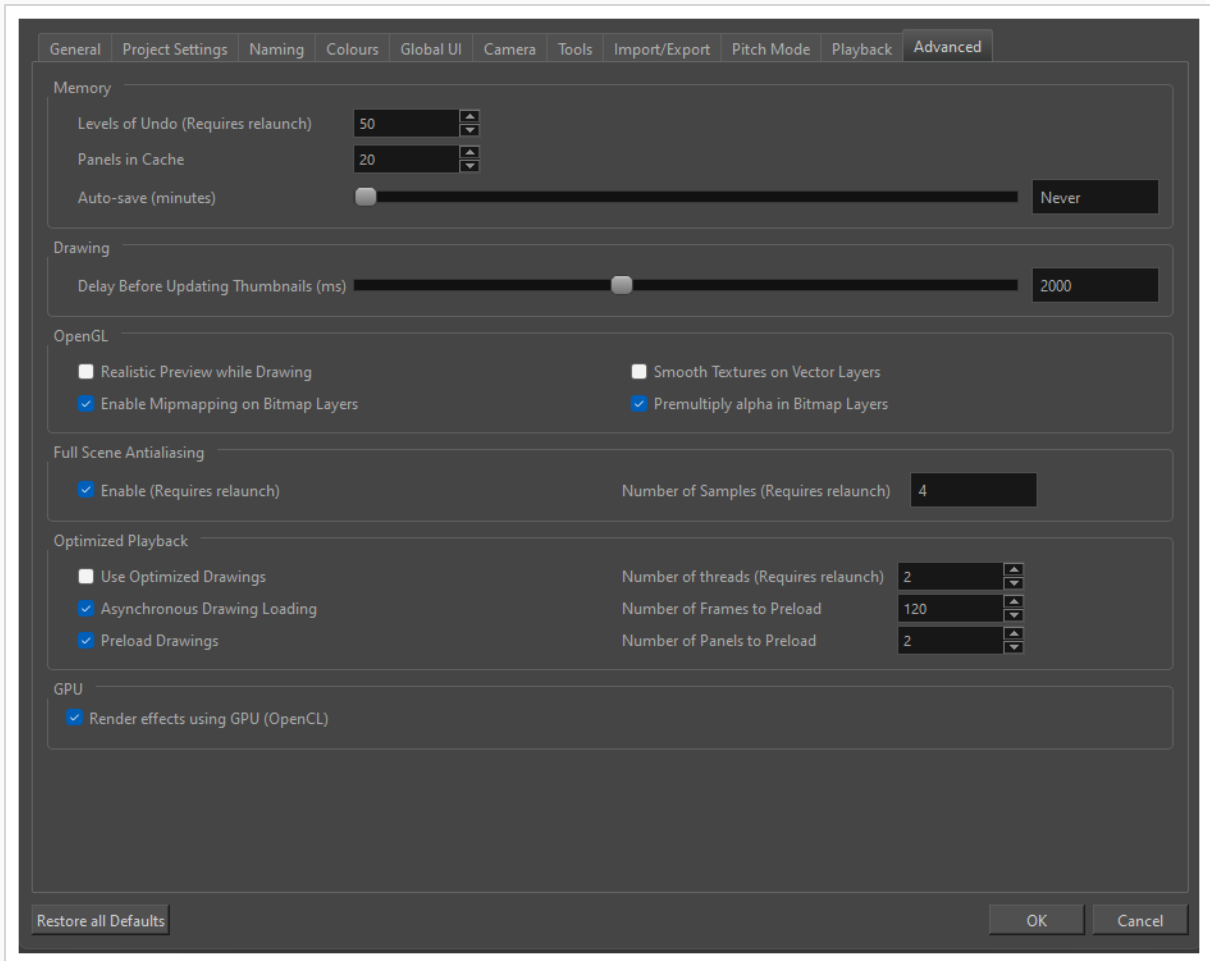 General Project Settings Naming Colours Global UI Camera Tools Import/Export Pitch Mode Playback Advanced
Memory
Levels of Undo (Requires relaunch) 50
Panels in Cache 20
Auto-save (minutes) Never
Drawing
Delay Before Updating Thumbnails (ms) 2000
OpenGL
Realistic Preview while Drawing Smooth Textures on Vector Layers
Enable Mipmapping on Bitmap Layers Premultiply alpha in Bitmap Layers
Full Scene Antialiasing
Enable (Requires relaunch) Number of Samples (Requires relaunch) 4
Optimized Playback
Use Optimized Drawings Number of threads (Requires relaunch) 2
Asynchronous Drawing Loading Number of Frames to Preload 120
Preload Drawings Number of Panels to Preload 2
GPU
Render effects using GPU (OpenCL)
Restore all Defaults OK Cancel